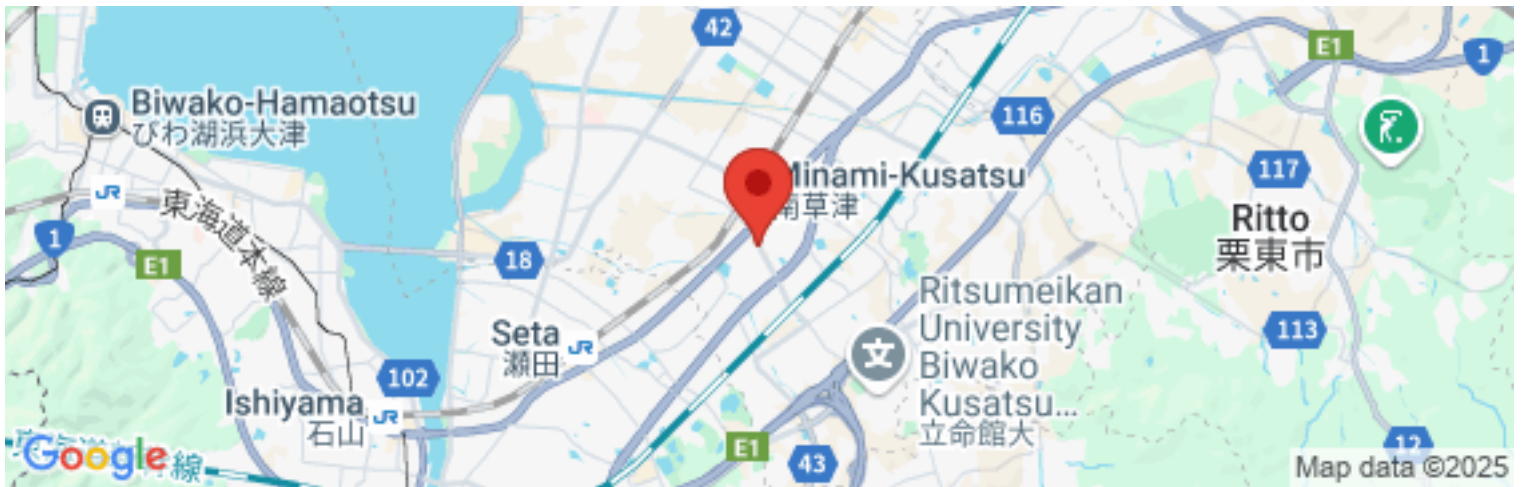 42
E1
1
Biwako-Hamaotsu
びわ湖浜大津
116
117
JR
東海道本線
Minami-Kusatsu
南草津
Ritto
栗東市
1
E1
18
Ritsumeikan
University
Biwako
Kusatsu...
立命館大
文
113
Seta
瀬田
JR
102
Ishiyama
石山
JR
E1
43
12
Google
線
Map data ©2025